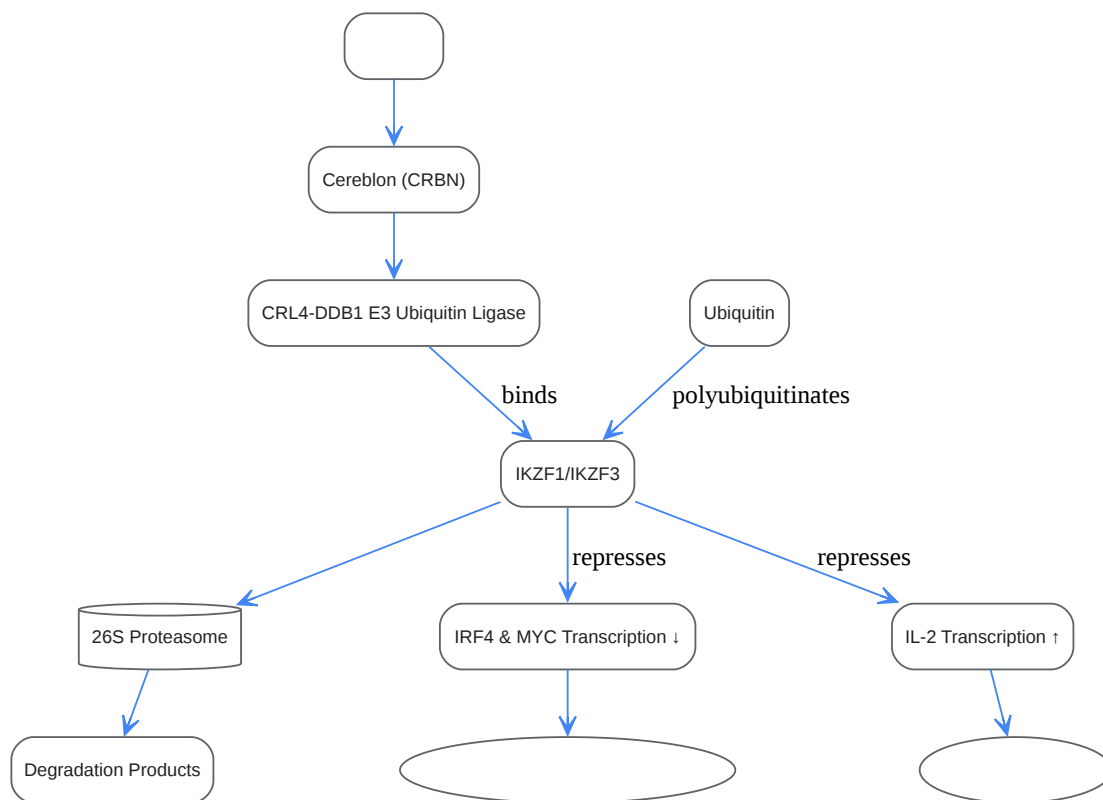 Cereblon (CRBN)
CRL4-DDB1 E3 Ubiquitin Ligase
Ubiquitin
binds
polyubiquitinates
IKZF1/IKZF3
represses
represses
26S Proteasome
IRF4 & MYC Transcription ↓
IL-2 Transcription ↑
Degradation Products